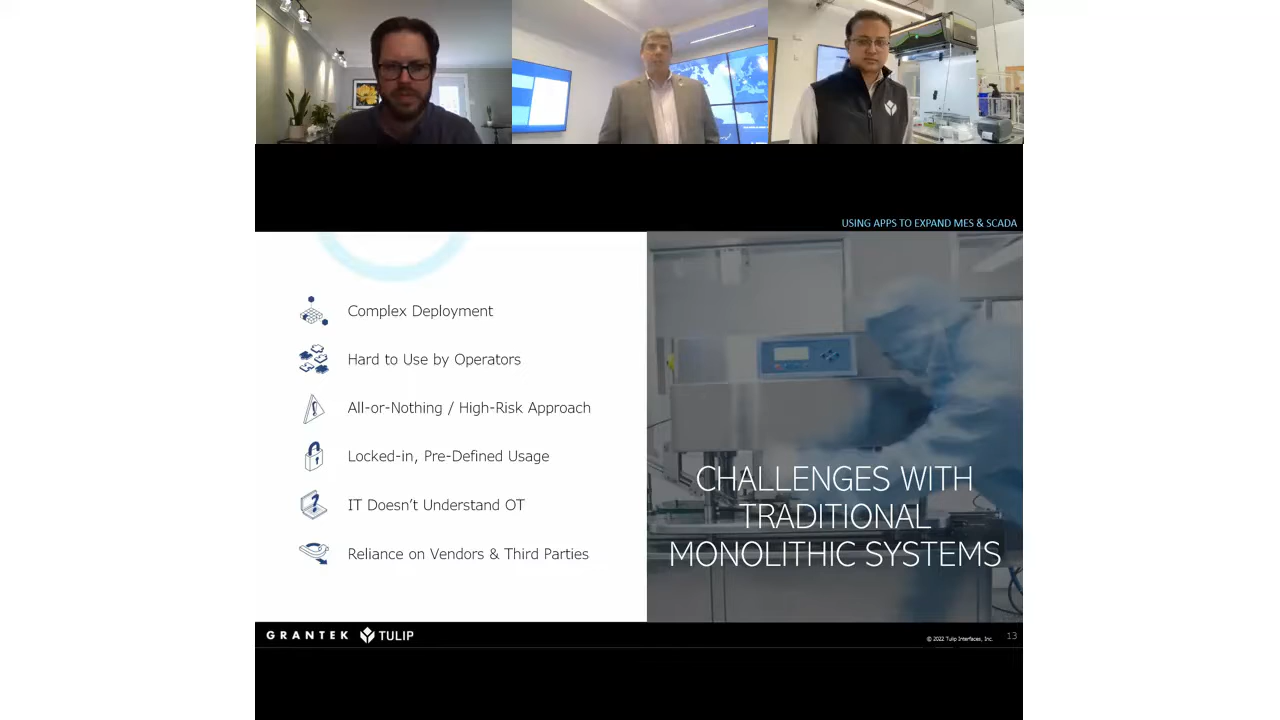 USING APPS TO EXPAND MES & SCADA
Complex Deployment
Hard to Use by Operators
All-or-Nothing / High-Risk Approach
Locked-in, Pre-Defined Usage
IT Doesn't Understand OT
Reliance on Vendors & Third Parties
CHALLENGES WITH
TRADITIONAL
MONOLITHIC SYSTEMS
GRANTEK TULIP
© 2022 Tulip Interfaces, Inc. 13